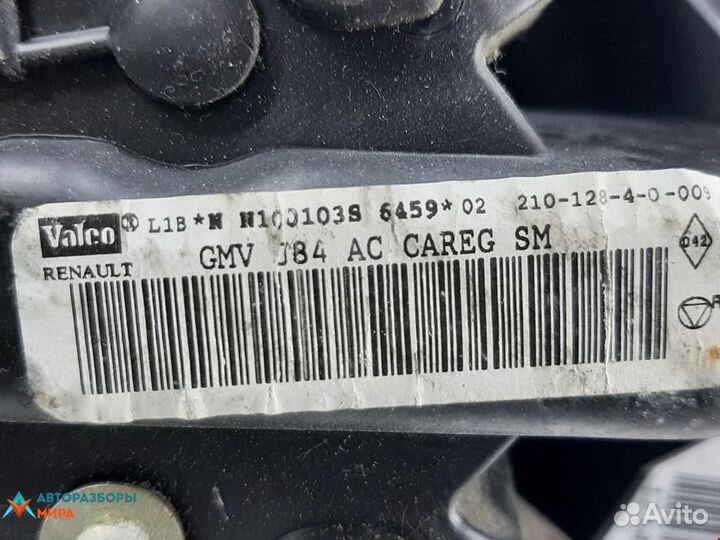 Valeo® L1B *N N100103S 6459* 02 210-128-4-0-009
RENAULT GMV J84 AC CAREG SM
042
АВТОРАЗБОРЫ
МИРА
Avito